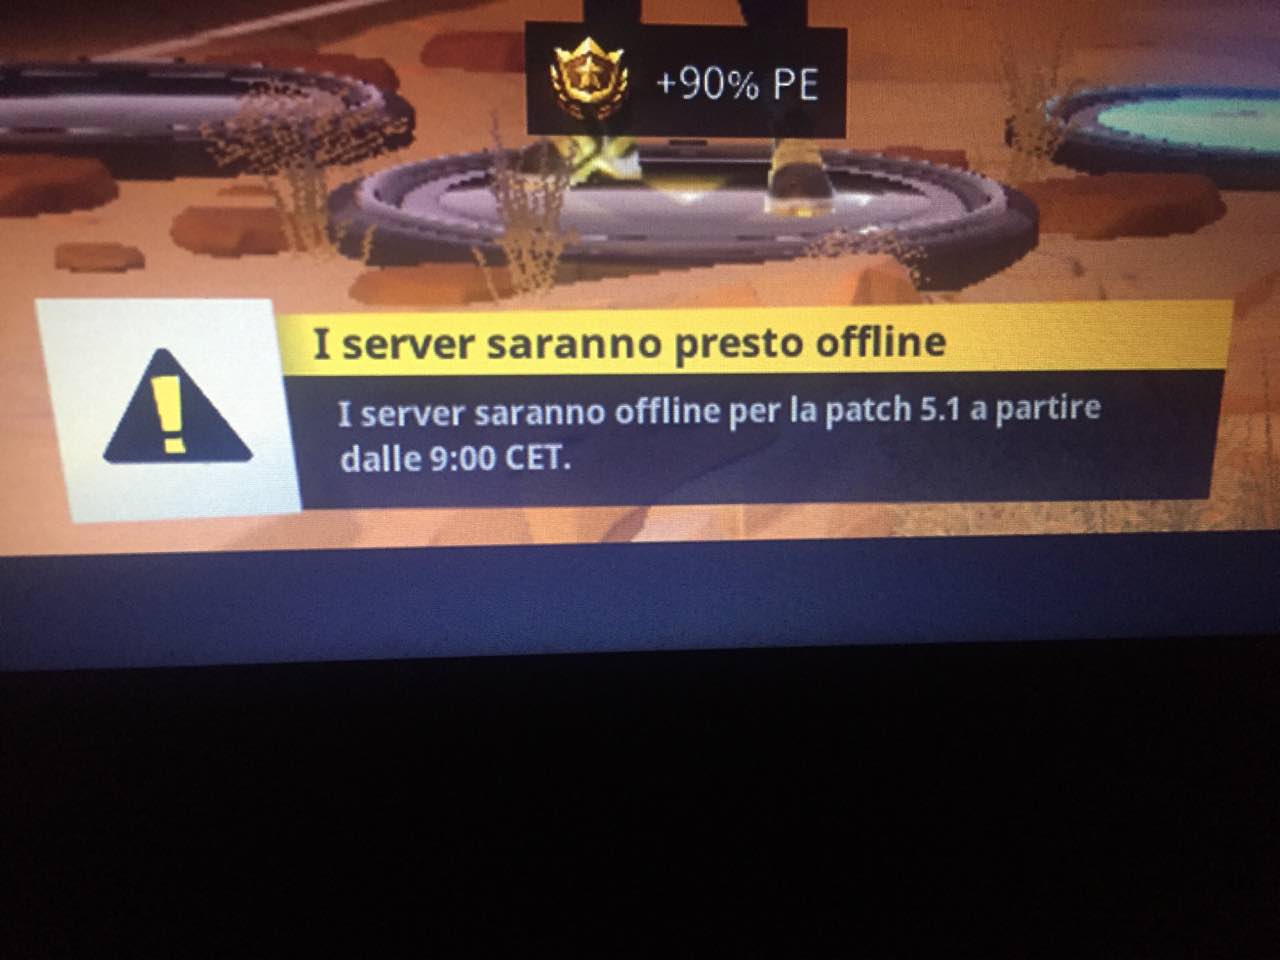 +90% PE
I server saranno presto offline
I server saranno offline per la patch 5.1 a partire
dalle 9:00 CET.